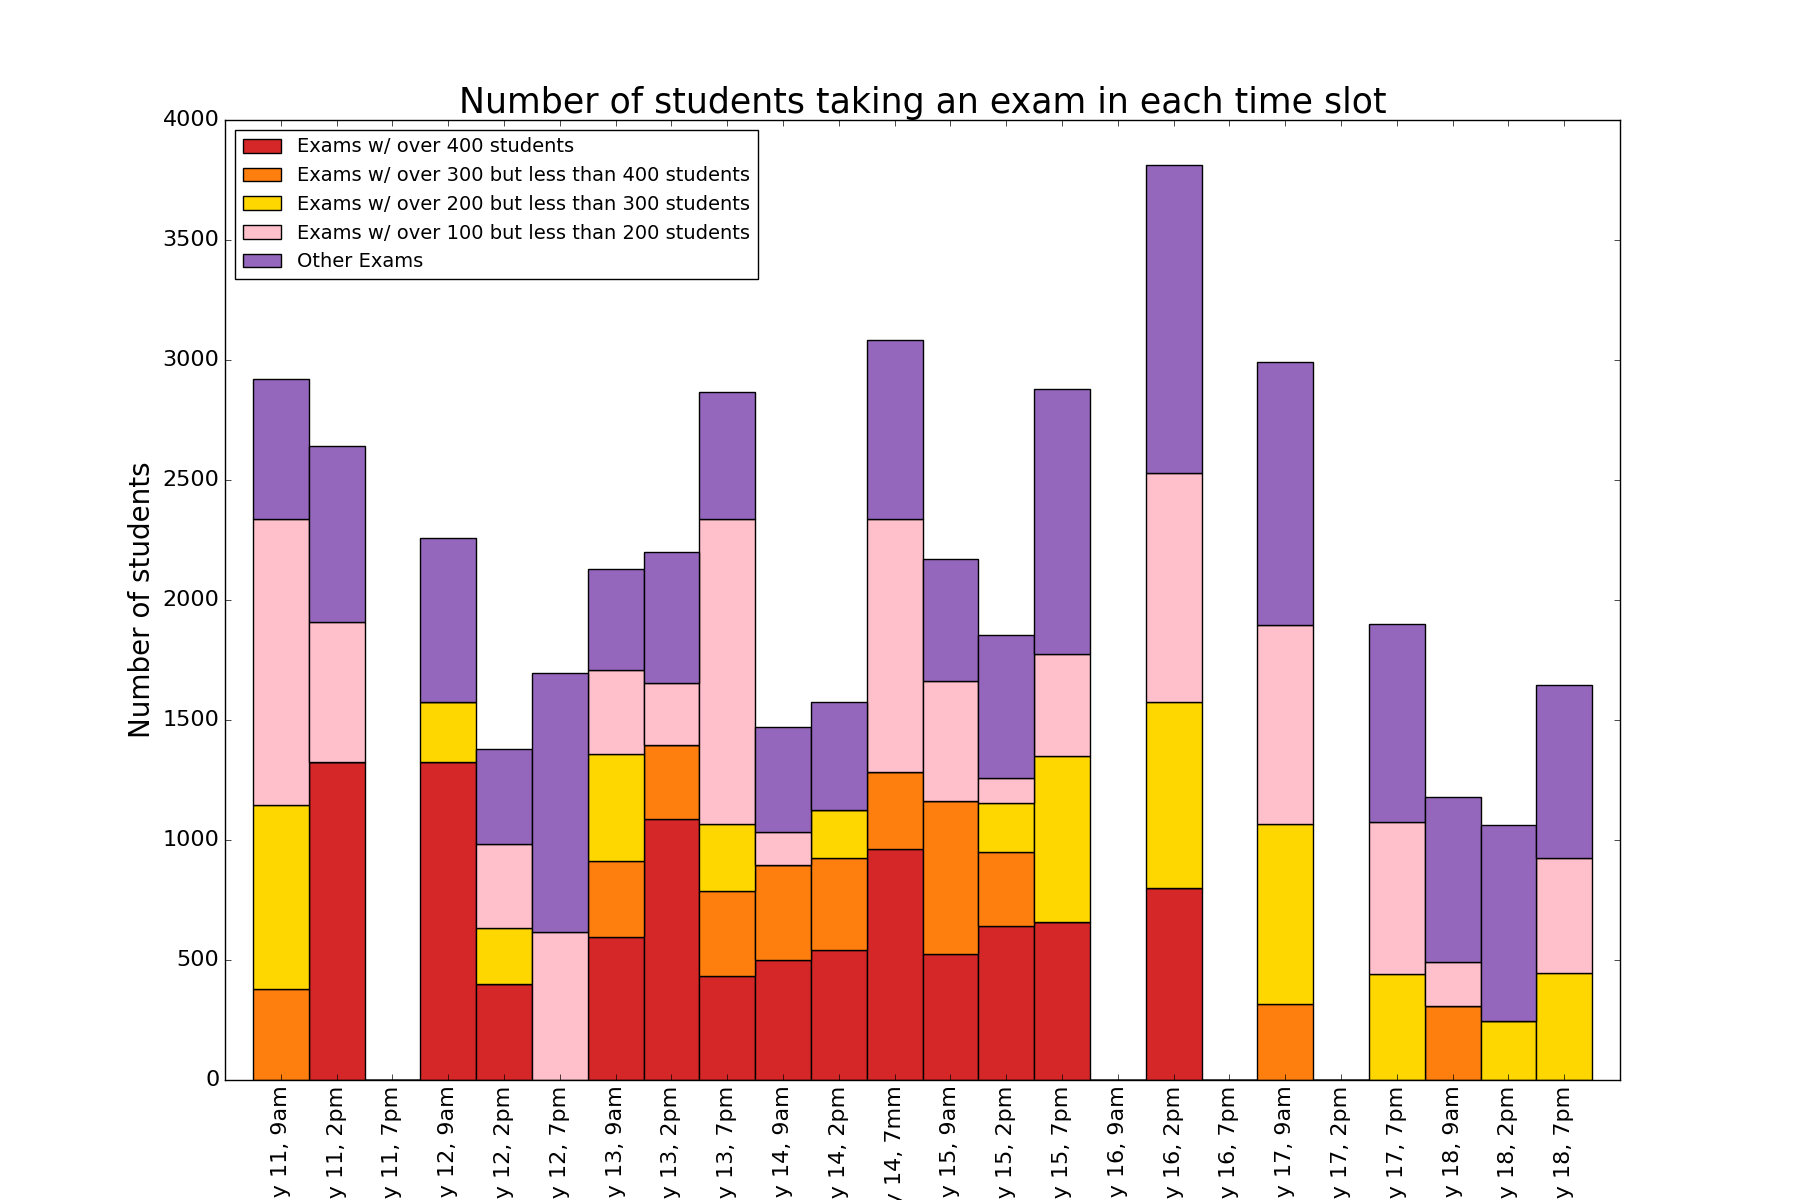 Number of students taking an exam in each time slot
Exams w/ over 400 students
Exams w/ over 300 but less than 400 students
Exams w/ over 200 but less than 300 students
Exams w/ over 100 but less than 200 students
Other Exams
Number of students
4000
3500
3000
2500
2000
1500
1000
500
0
y 11, 9am
y 11, 2pm
y 11, 7pm
y 12, 9am
y 12, 2pm
y 12, 7pm
y 13, 9am
y 13, 2pm
y 13, 7pm
y 14, 9am
y 14, 2pm
y 14, 7mm
y 15, 9am
y 15, 2pm
y 15, 7pm
y 16, 9am
y 16, 2pm
y 16, 7pm
y 17, 9am
y 17, 2pm
y 17, 7pm
y 18, 9am
y 18, 2pm
y 18, 7pm